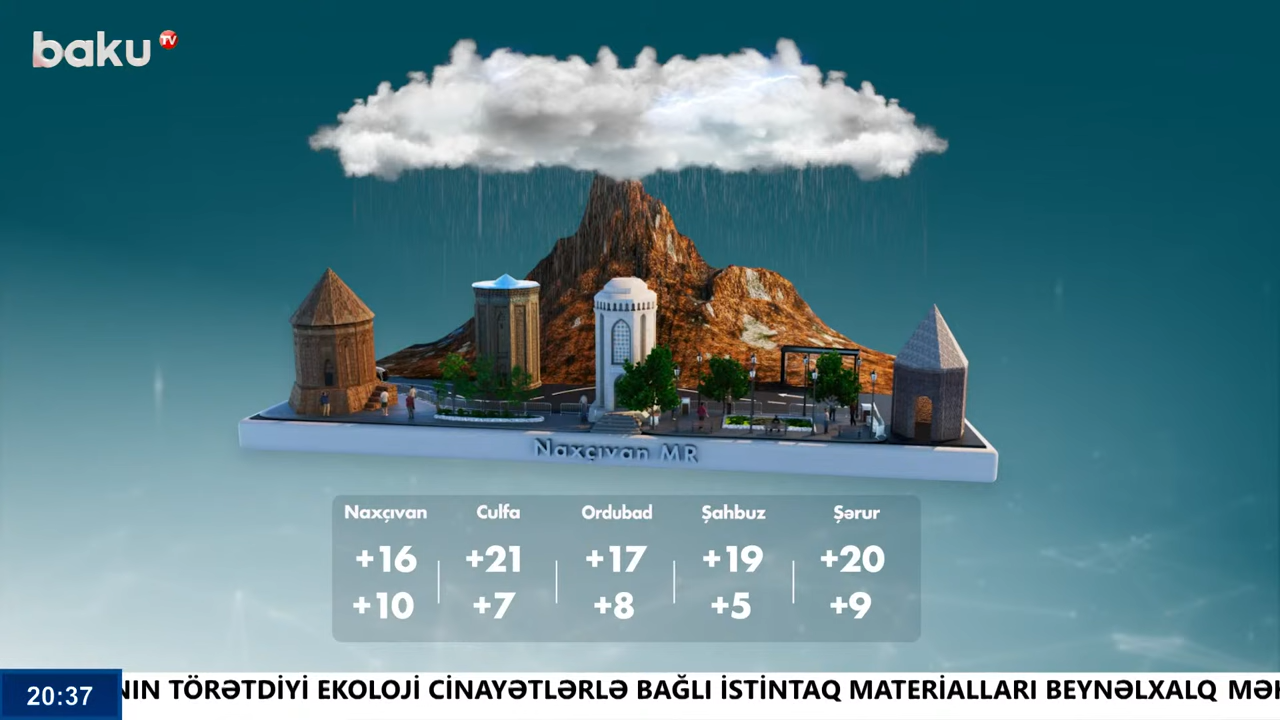 baku TV
Naxçıvan MR
Naxçıvan Culfa Ordubad Şahbuz Şərur
+16 +21 +17 +19 +20
+10 +7 +8 +5 +9
20:37 TÖRƏTDİYİ EKOLOJİ CİNAYƏTLƏRLƏ BAĞLI İSTİNTAQ MATERİALLARI BEYNƏLXALQ